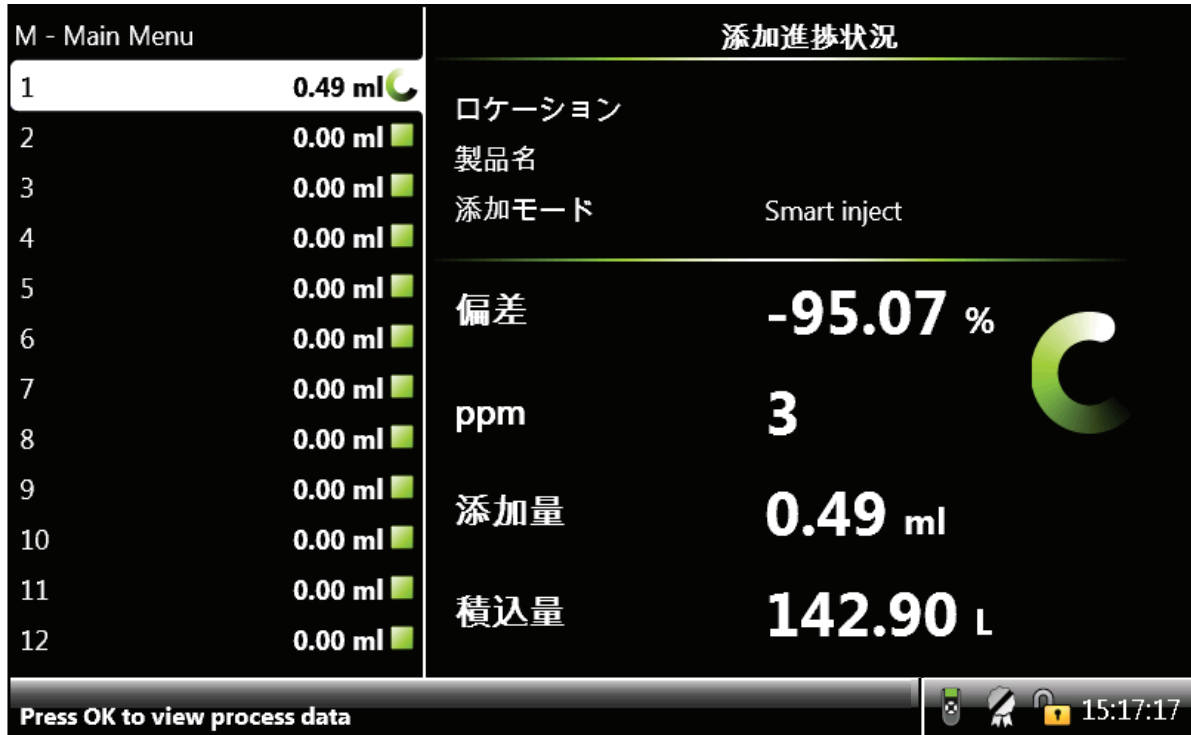 M - Main Menu
1 0.49 ml
2 0.00 ml
3 0.00 ml
4 0.00 ml
5 0.00 ml
6 0.00 ml
7 0.00 ml
8 0.00 ml
9 0.00 ml
10 0.00 ml
11 0.00 ml
12 0.00 ml
添加進捗状況
ロケーション
製品名
添加モード Smart inject
偏差 -95.07 %
ppm 3
添加量 0.49 ml
積込量 142.90 L
Press OK to view process data
15:17:17